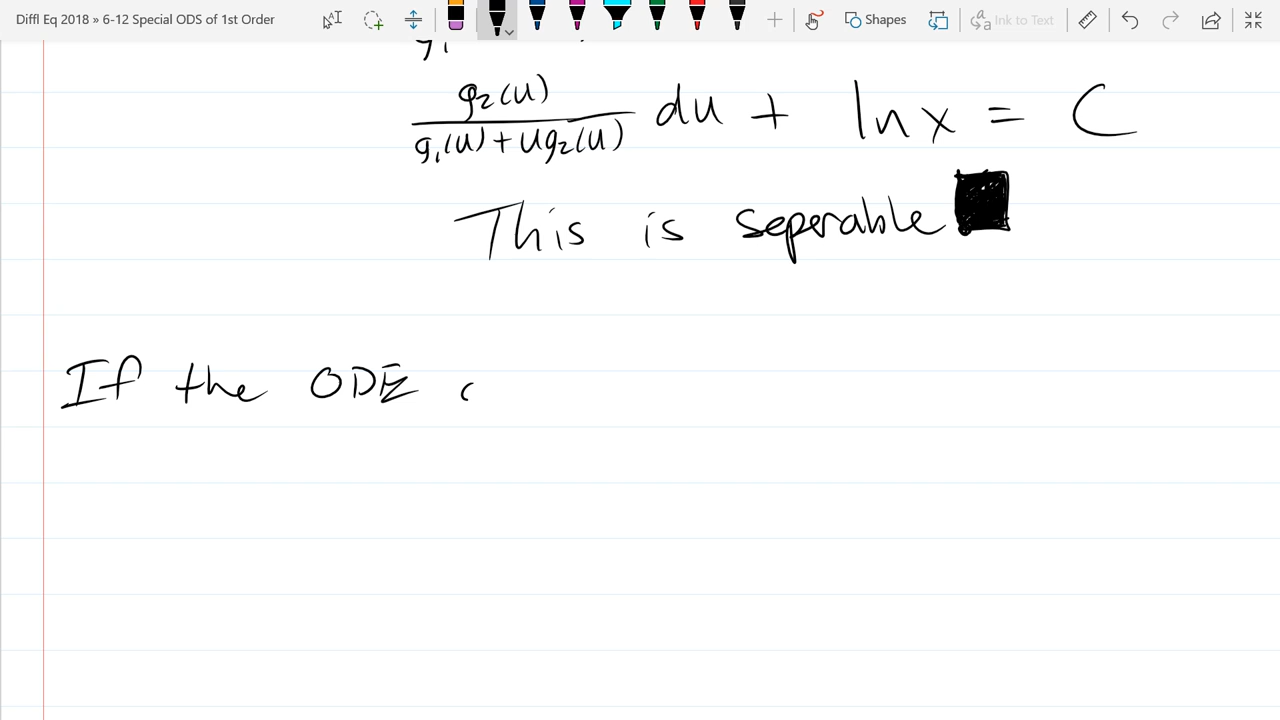 Diffl Eq 2018 » 6-12 Special ODS of 1st Order
Shapes
Ink to Text
g₂(u)
g₁(u) + ug₂(u)
du + ln x = C
This is seperable
If the ODE